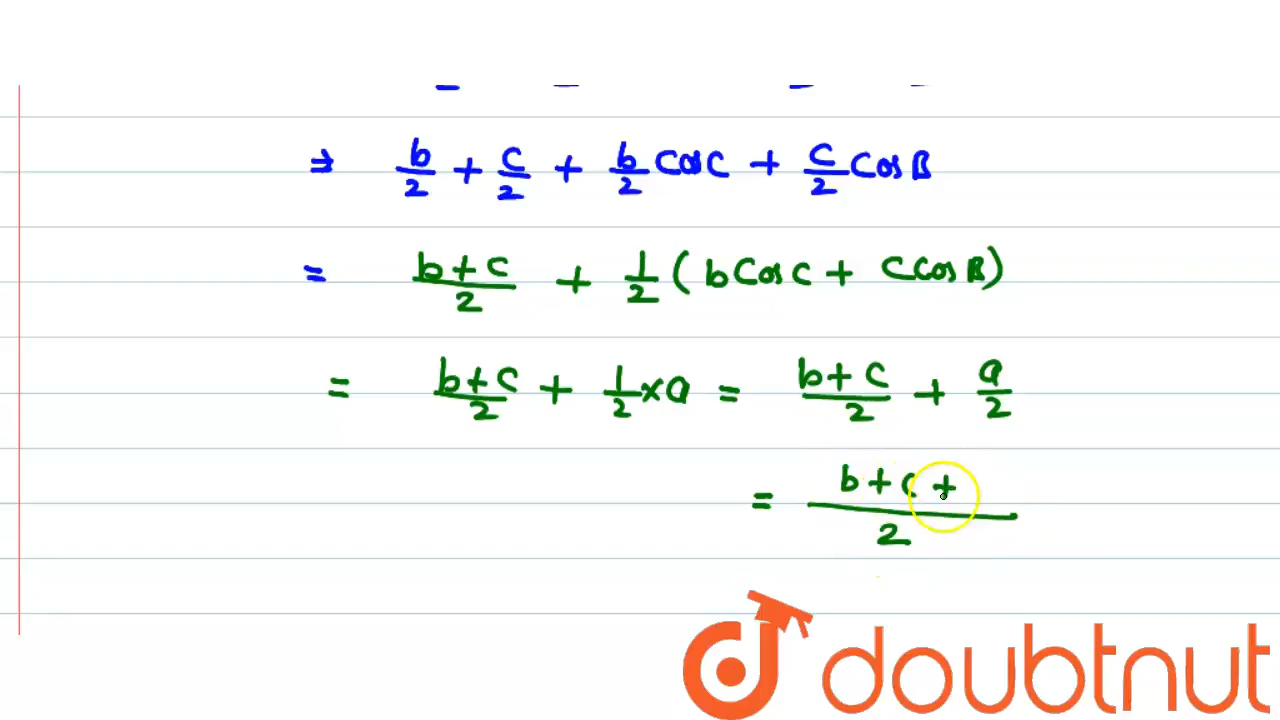 ⇒ b/2 + c/2 + b/2 Cos C + c/2 Cos B
= b+c/2 + 1/2 (b Cos C + C Cos B)
= b+c/2 + 1/2 × a = b+c/2 + a/2
= b+c+/2
doubtnut